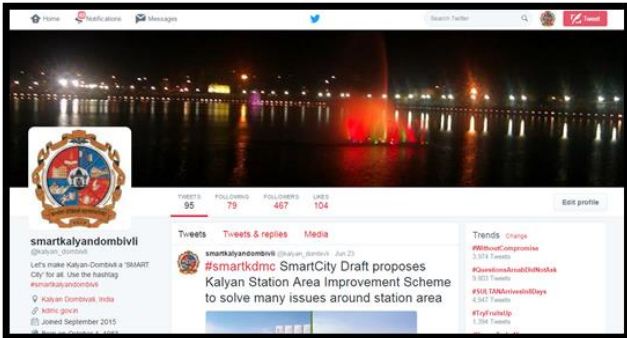 Home Notifications Messages
Search Twitter
Tweet
TWEETS FOLLOWING FOLLOWERS LIKES
95 79 467 104
Edit profile
smartkalyandombivli
@kalyan_dombivli
Let's make Kalyan-Dombivli a 'SMART
City' for all. Use the hashtag
#smartkalyandombivli
Kalyan Dombivali, India
kdmc.gov.in
Joined September 2015
Tweets Tweets & replies Media
smartkalyandombivli @kalyan_dombivli · Jun 23
#smartkdmc SmartCity Draft proposes
Kalyan Station Area Improvement Scheme
to solve many issues around station area
Trends Change
#WithoutCompromise
3,974 Tweets
#QuestionsArnabDidNotAsk
9,803 Tweets
#SULTANArrivesIn8Days
4,947 Tweets
#TryFruitsUp
1,394 Tweets